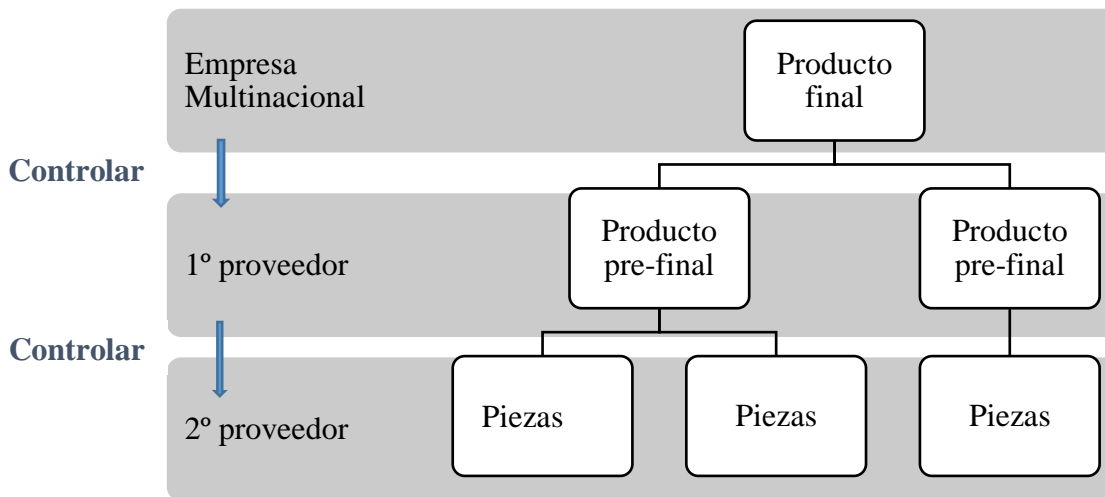 Empresa
Multinacional
Producto
final
Controlar
1º proveedor
Producto
pre-final
Producto
pre-final
Controlar
2º proveedor
Piezas
Piezas
Piezas